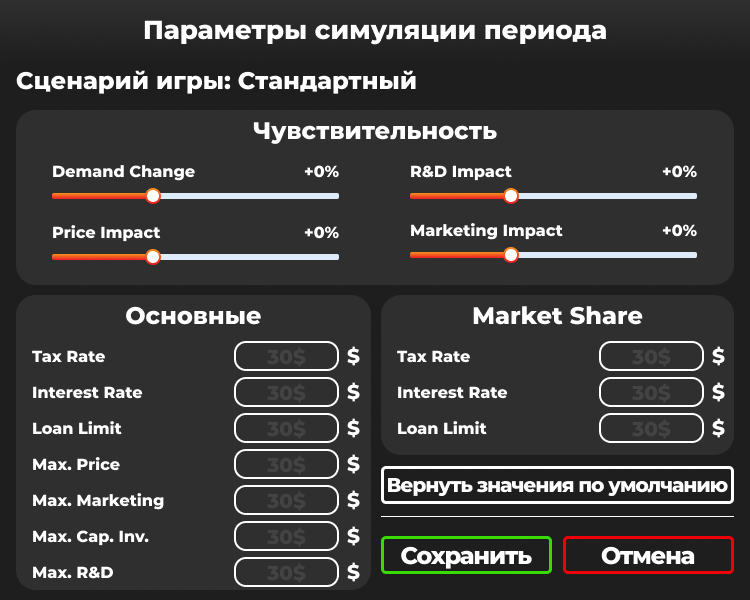 Параметры симуляции периода
Сценарий игры: Стандартный
Чувствительность
Demand Change +0%
R&D Impact +0%
Price Impact +0%
Marketing Impact +0%
Основные
Tax Rate 30$ $
Interest Rate 30$ $
Loan Limit 30$ $
Max. Price 30$ $
Max. Marketing 30$ $
Max. Cap. Inv. 30$ $
Max. R&D 30$ $
Market Share
Tax Rate 30$ $
Interest Rate 30$ $
Loan Limit 30$ $
Вернуть значения по умолчанию
Сохранить
Отмена